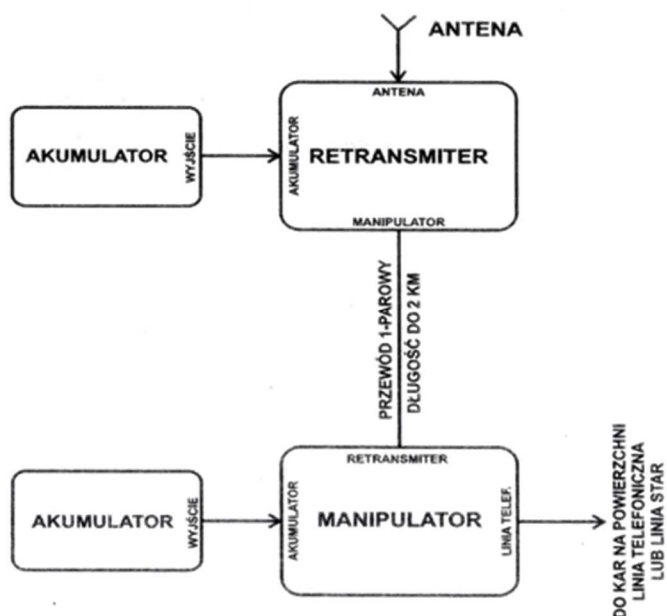 ANTENA
ANTENA
AKUMULATOR
WYJŚCIE
AKUMULATOR
RETRANSMITER
MANIPULATOR
PRZEWÓD 1-PAROWY
DŁUGOŚĆ DO 2 KM
RETRANSMITER
AKUMULATOR
WYJŚCIE
AKUMULATOR
MANIPULATOR
LINIA TELEF.
DO KAR NA POWIERZCHNI
LINIA TELEFONICZNA
LUB LINIA STAR